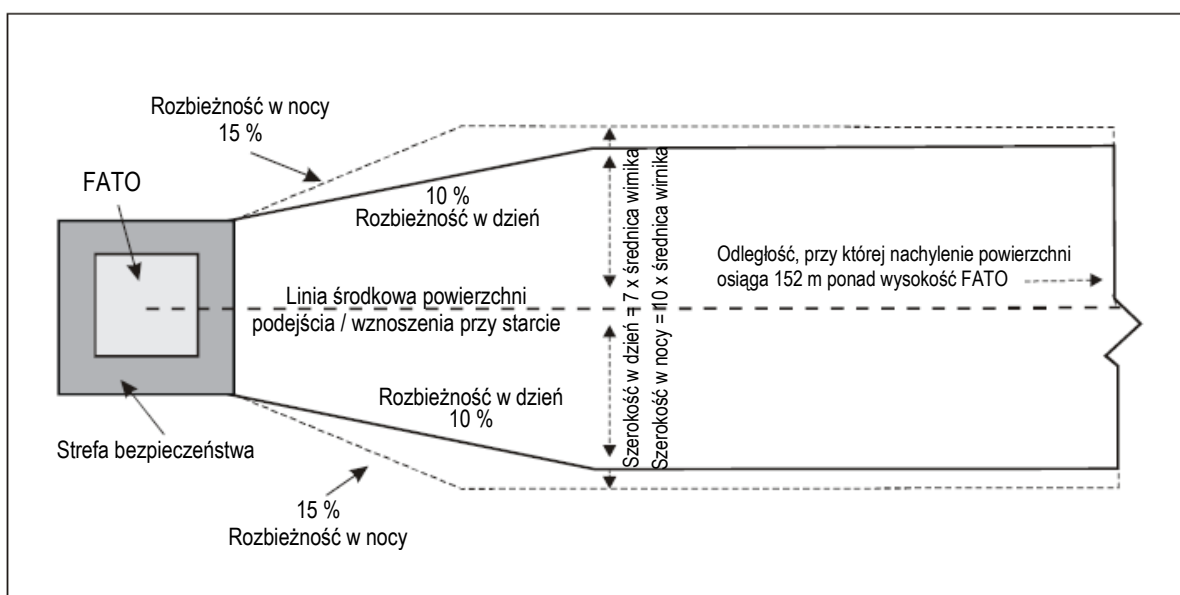 Rozbieżność w nocy
15 %
FATO
10 %
Rozbieżność w dzień
Szerokość w dzień = 7 x średnica wirnika
Szerokość w nocy = 10 x średnica wirnika
Odległość, przy której nachylenie powierzchni
osiąga 152 m ponad wysokość FATO
Linia środkowa powierzchni
podejścia / wznoszenia przy starcie
Rozbieżność w dzień
10 %
Strefa bezpieczeństwa
15 %
Rozbieżność w nocy